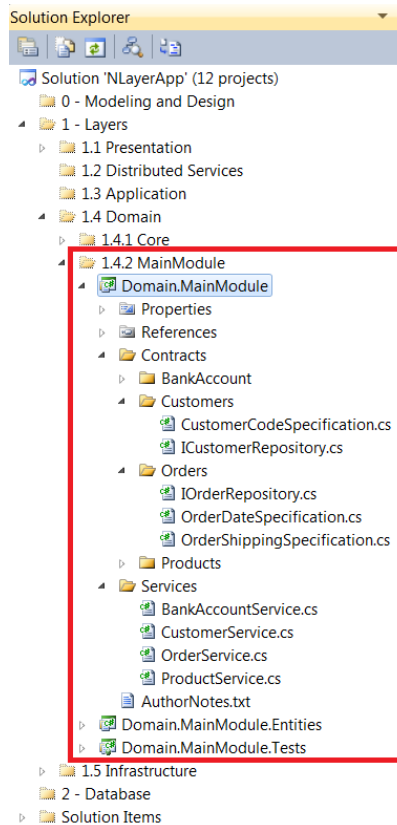 Solution Explorer
Solution 'NLayerApp' (12 projects)
0 - Modeling and Design
1 - Layers
1.1 Presentation
1.2 Distributed Services
1.3 Application
1.4 Domain
1.4.1 Core
1.4.2 MainModule
Domain.MainModule
Properties
References
Contracts
BankAccount
Customers
CustomerCodeSpecification.cs
ICustomerRepository.cs
Orders
IOrderRepository.cs
OrderDateSpecification.cs
OrderShippingSpecification.cs
Products
Services
BankAccountService.cs
CustomerService.cs
OrderService.cs
ProductService.cs
AuthorNotes.txt
Domain.MainModule.Entities
Domain.MainModule.Tests
1.5 Infrastructure
2 - Database
Solution Items